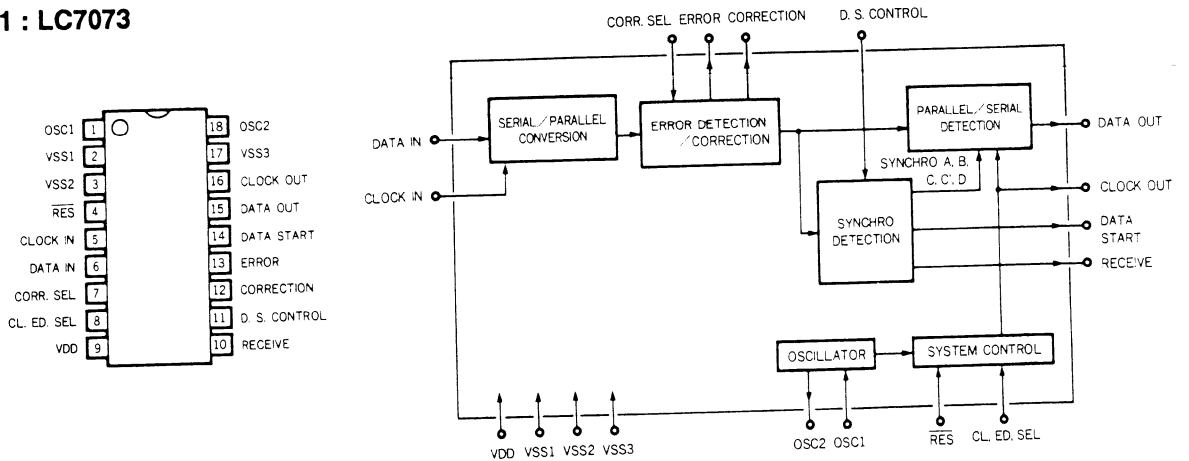 1 : LC7073
OSC1 1
VSS1 2
VSS2 3
RES 4
CLOCK IN 5
DATA IN 6
CORR. SEL 7
CL. ED. SEL 8
VDD 9
18 OSC2
17 VSS3
16 CLOCK OUT
15 DATA OUT
14 DATA START
13 ERROR
12 CORRECTION
11 D. S. CONTROL
10 RECEIVE
CORR. SEL ERROR CORRECTION
D. S. CONTROL
DATA IN
CLOCK IN
SERIAL/PARALLEL
CONVERSION
ERROR DETECTION
/CORRECTION
PARALLEL/SERIAL
DETECTION
SYNCHRO A, B,
C, C', D
SYNCHRO
DETECTION
DATA OUT
CLOCK OUT
DATA
START
RECEIVE
OSCILLATOR
SYSTEM CONTROL
VDD VSS1 VSS2 VSS3
OSC2 OSC1
RES
CL, ED. SEL